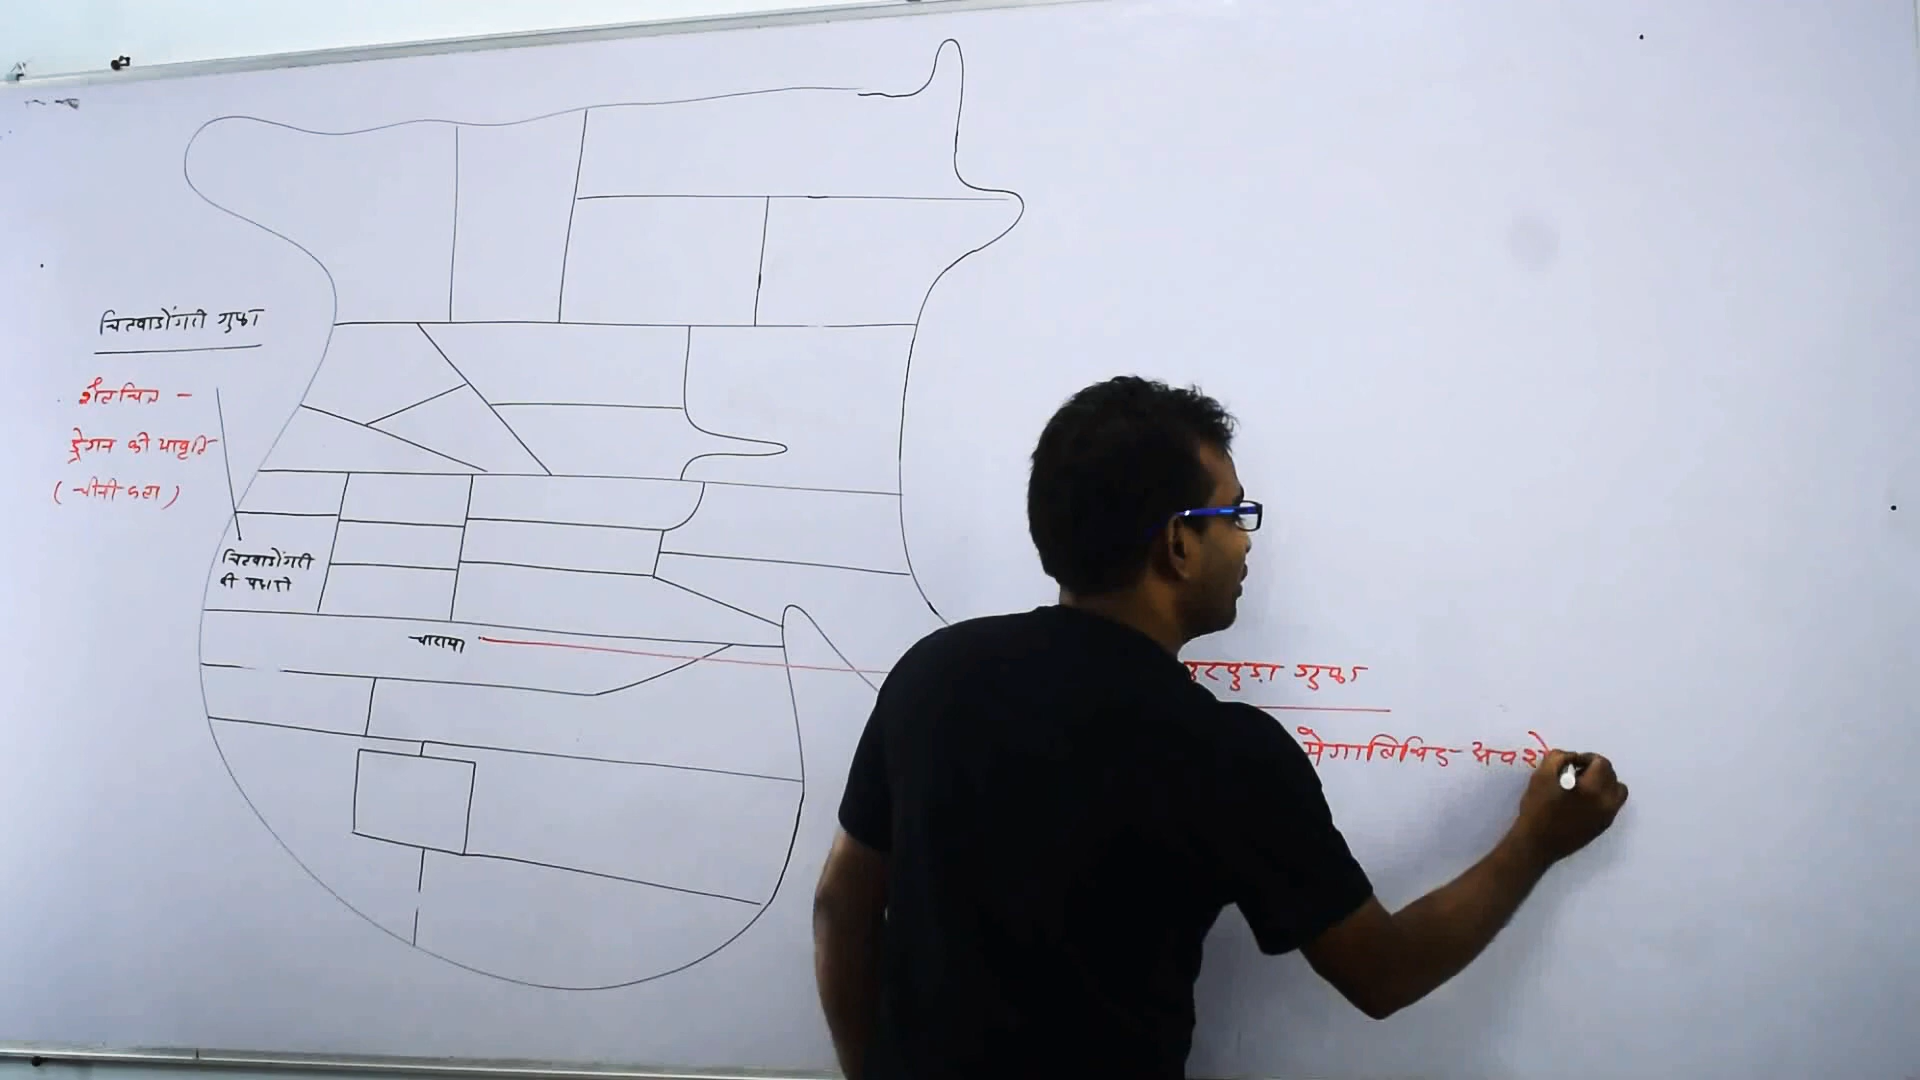 चितवाडोंगरी गुफा
शैलचित्र -
ड्रेगन की आकृति
(चीनी कला)
चितवाडोंगरी
की पहाड़ी
चारामा
गुफा
मेगालिथिक अवशे